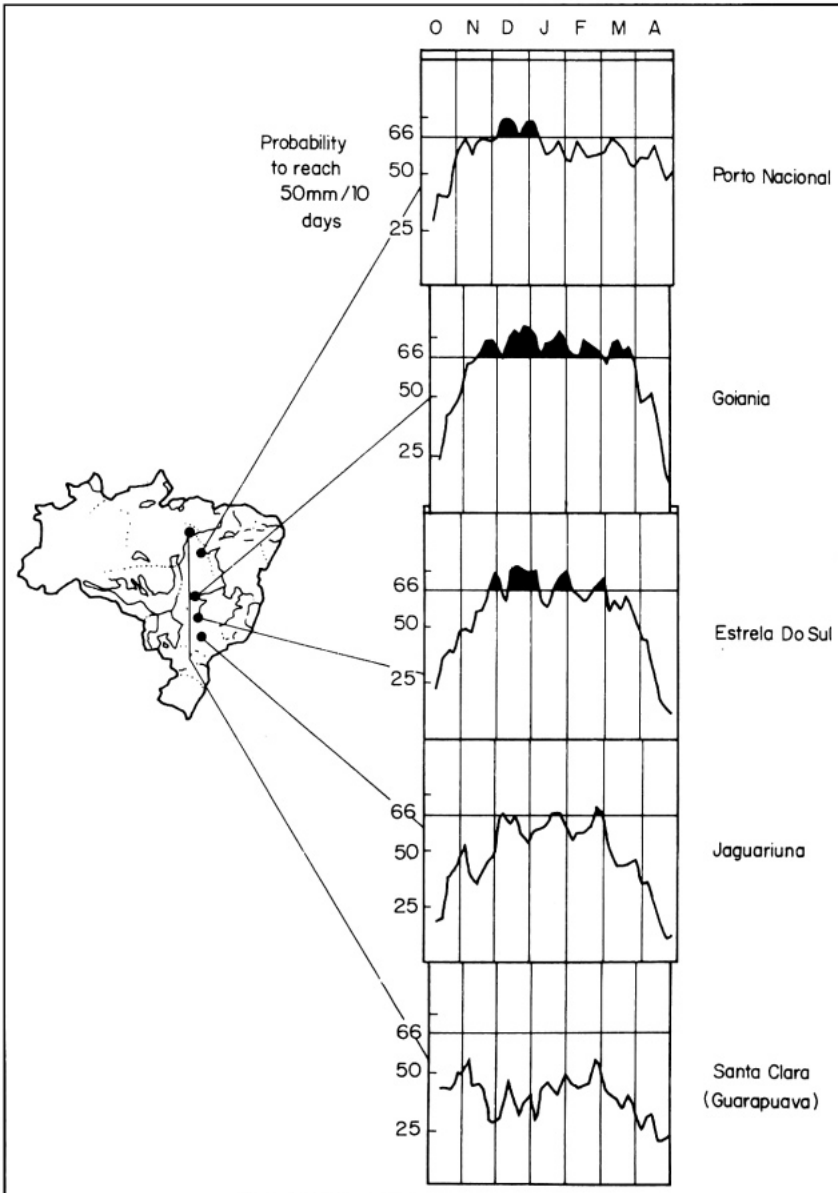 O N D J F M A
Probability
to reach
50mm/10
days
66
50
25
Porto Nacional
66
50
25
Goiania
66
50
25
Estrela Do Sul
66
50
25
Jaguariuna
66
50
25
Santa Clara
(Guarapuava)